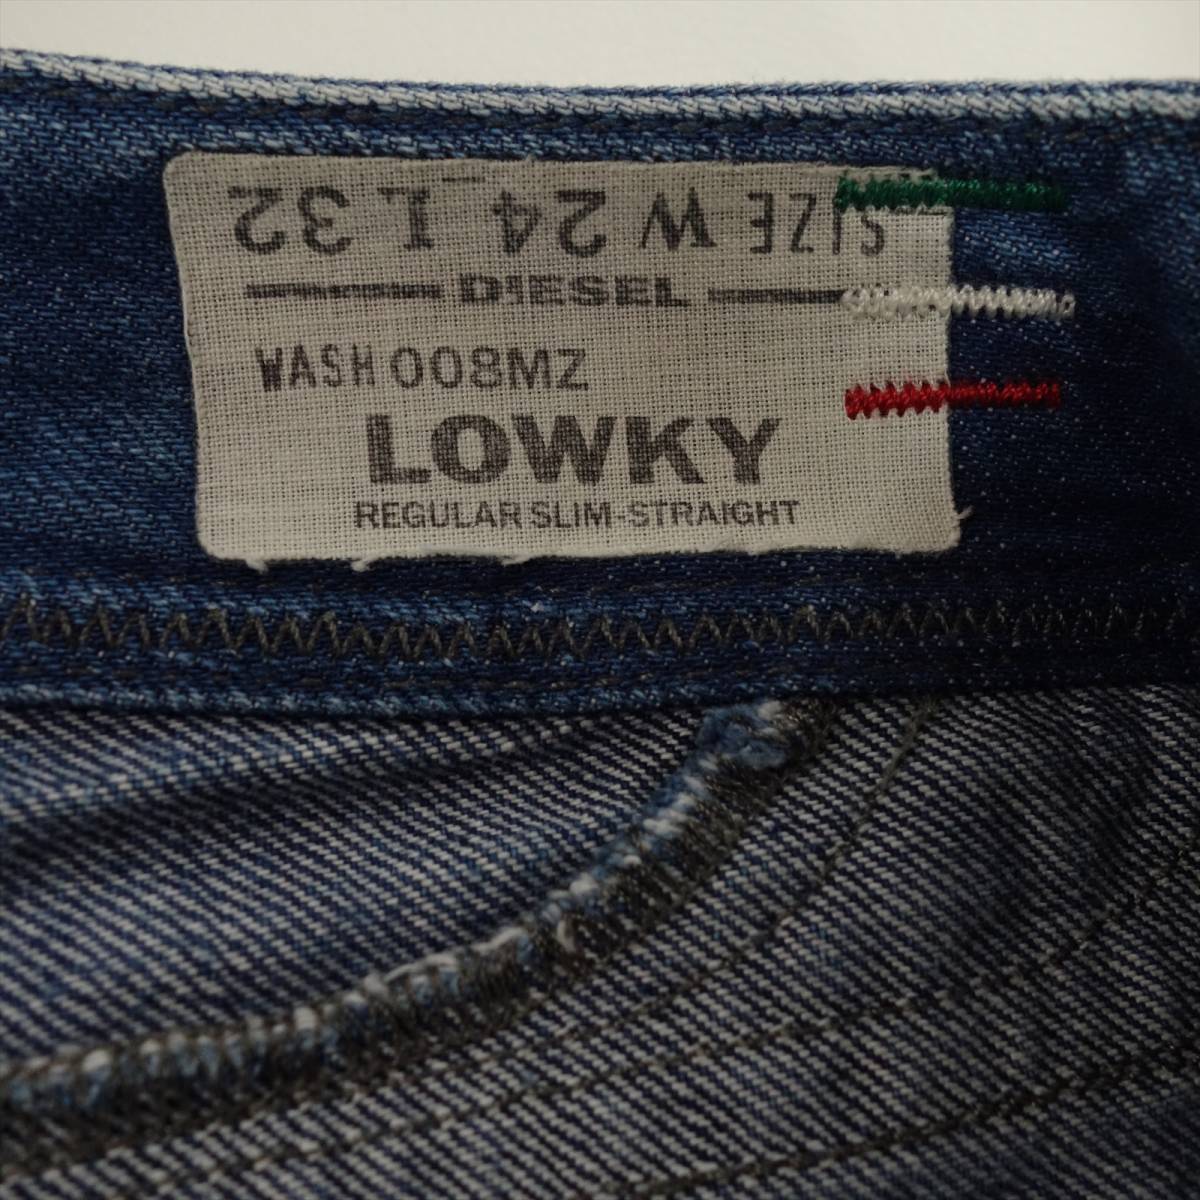 SIZE W 24 L 32
DIESEL
WASH 008MZ
LOWKY
REGULAR SLIM-STRAIGHT